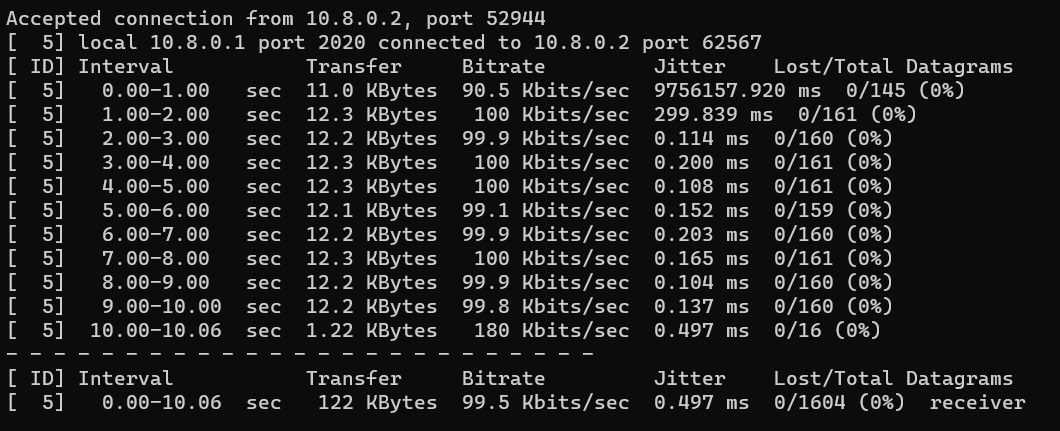 Accepted connection from 10.8.0.2, port 52944
[  5] local 10.8.0.1 port 2020 connected to 10.8.0.2 port 62567
[ ID] Interval           Transfer     Bitrate         Jitter    Lost/Total Datagrams
[  5]   0.00-1.00   sec  11.0 KBytes  90.5 Kbits/sec  9756157.920 ms  0/145 (0%)
[  5]   1.00-2.00   sec  12.3 KBytes   100 Kbits/sec  299.839 ms  0/161 (0%)
[  5]   2.00-3.00   sec  12.2 KBytes  99.9 Kbits/sec  0.114 ms  0/160 (0%)
[  5]   3.00-4.00   sec  12.3 KBytes   100 Kbits/sec  0.200 ms  0/161 (0%)
[  5]   4.00-5.00   sec  12.3 KBytes   100 Kbits/sec  0.108 ms  0/161 (0%)
[  5]   5.00-6.00   sec  12.1 KBytes  99.1 Kbits/sec  0.152 ms  0/159 (0%)
[  5]   6.00-7.00   sec  12.2 KBytes  99.9 Kbits/sec  0.203 ms  0/160 (0%)
[  5]   7.00-8.00   sec  12.3 KBytes   100 Kbits/sec  0.165 ms  0/161 (0%)
[  5]   8.00-9.00   sec  12.2 KBytes  99.9 Kbits/sec  0.104 ms  0/160 (0%)
[  5]   9.00-10.00  sec  12.2 KBytes  99.8 Kbits/sec  0.137 ms  0/160 (0%)
[  5]  10.00-10.06  sec  1.22 KBytes   180 Kbits/sec  0.497 ms  0/16 (0%)
- - - - - - - - - - - - - - - - - - - - - - - - -
[ ID] Interval           Transfer     Bitrate         Jitter    Lost/Total Datagrams
[  5]   0.00-10.06  sec   122 KBytes  99.5 Kbits/sec  0.497 ms  0/1604 (0%)  receiver